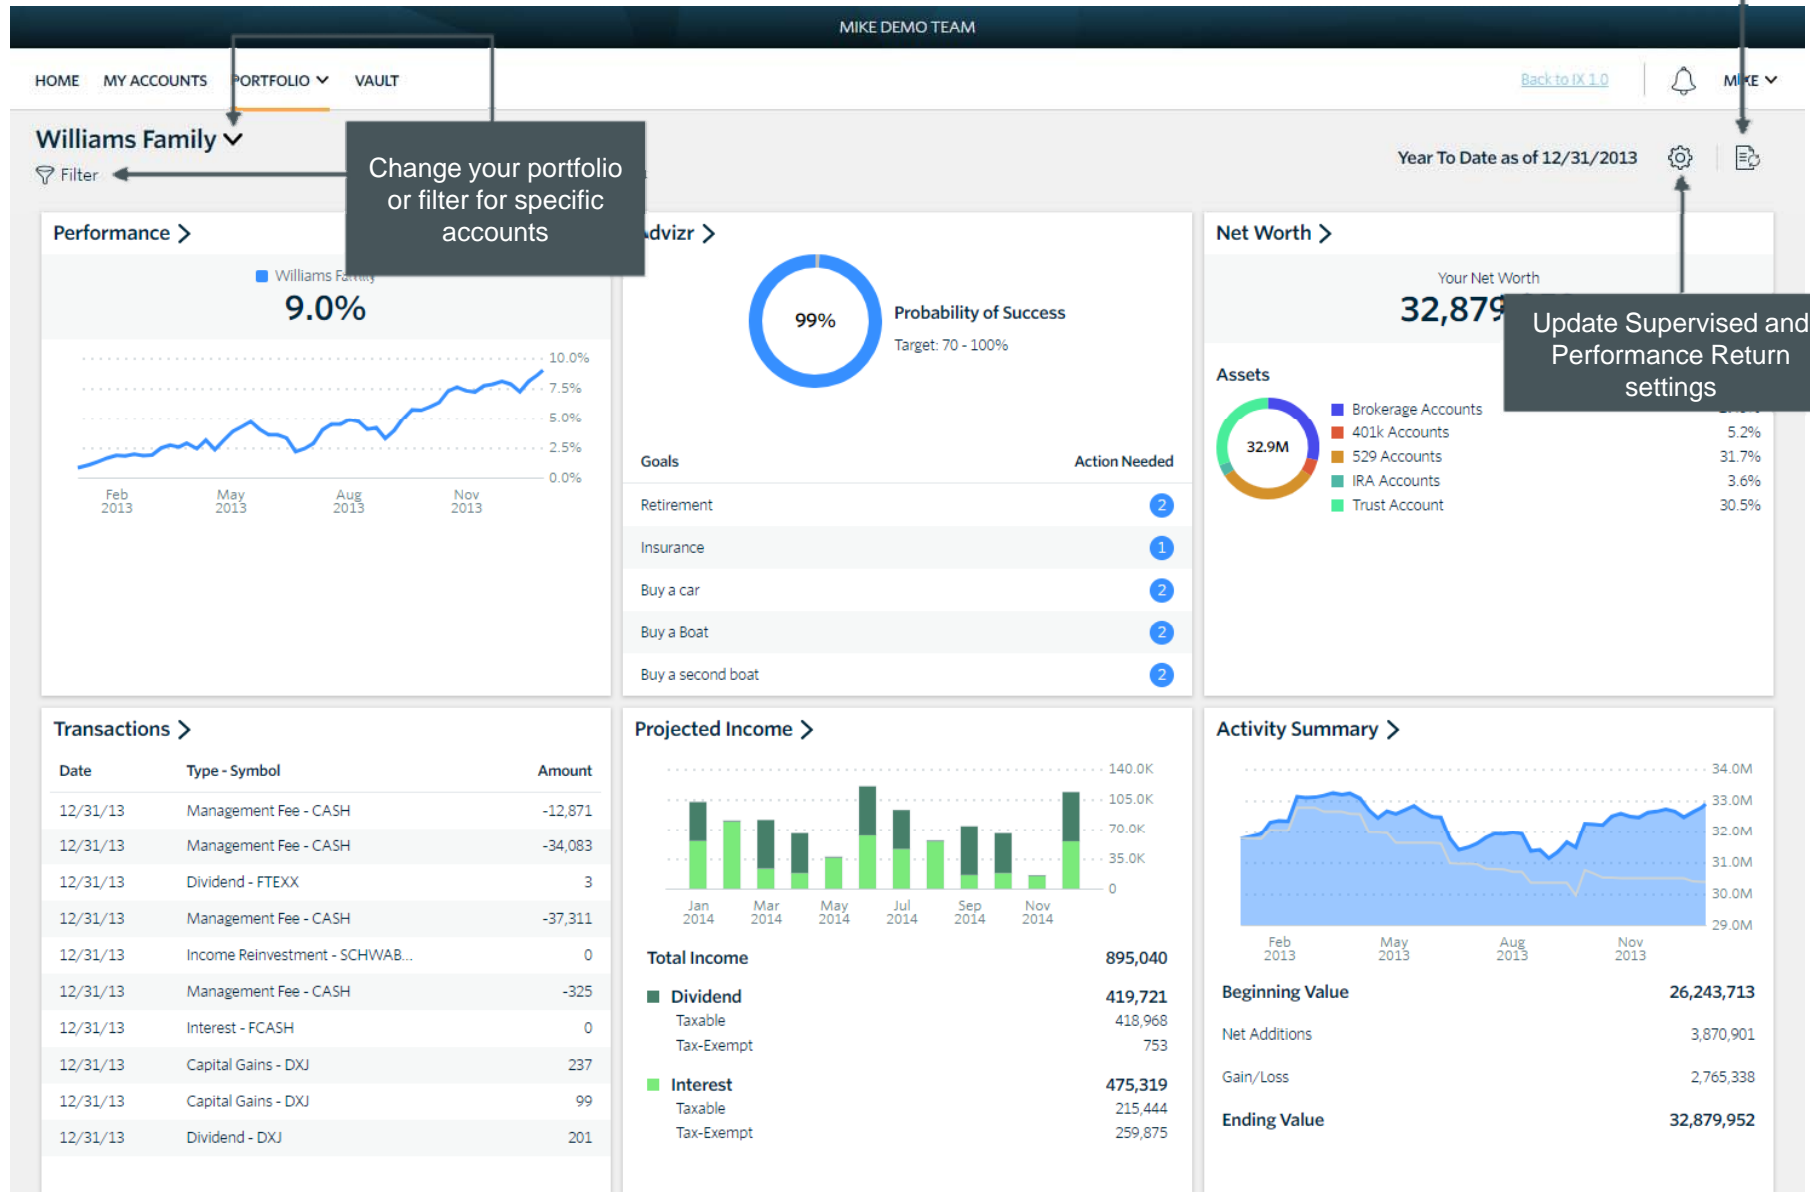 MIKE DEMO TEAM
HOME MY ACCOUNTS PORTFOLIO VAULT Back to IX 1.0 MIKE
Williams Family
Filter
Change your portfolio
or filter for specific
accounts
Year To Date as of 12/31/2013
Performance
Williams Family
9.0%
10.0%
7.5%
5.0%
2.5%
0.0%
Feb May Aug Nov
2013 2013 2013 2013
Advizr
99%
Probability of Success
Target: 70 - 100%
Goals Action Needed
Retirement 2
Insurance 1
Buy a car 2
Buy a Boat 2
Buy a second boat 2
Net Worth
Your Net Worth
32,879
Update Supervised and
Performance Return
settings
Assets
32.9M
Brokerage Accounts
401k Accounts 5.2%
529 Accounts 31.7%
IRA Accounts 3.6%
Trust Account 30.5%
Transactions
Date Type - Symbol Amount
12/31/13 Management Fee - CASH -12,871
12/31/13 Management Fee - CASH -34,083
12/31/13 Dividend - FTEXX 3
12/31/13 Management Fee - CASH -37,311
12/31/13 Income Reinvestment - SCHWAB... 0
12/31/13 Management Fee - CASH -325
12/31/13 Interest - FCASH 0
12/31/13 Capital Gains - DXJ 237
12/31/13 Capital Gains - DXJ 99
12/31/13 Dividend - DXJ 201
Projected Income
140.0K
105.0K
70.0K
35.0K
0
Jan Mar May Jul Sep Nov
2014 2014 2014 2014 2014 2014
Total Income 895,040
Dividend 419,721
Taxable 418,968
Tax-Exempt 753
Interest 475,319
Taxable 215,444
Tax-Exempt 259,875
Activity Summary
34.0M
33.0M
32.0M
31.0M
30.0M
29.0M
Feb May Aug Nov
2013 2013 2013 2013
Beginning Value 26,243,713
Net Additions 3,870,901
Gain/Loss 2,765,338
Ending Value 32,879,952